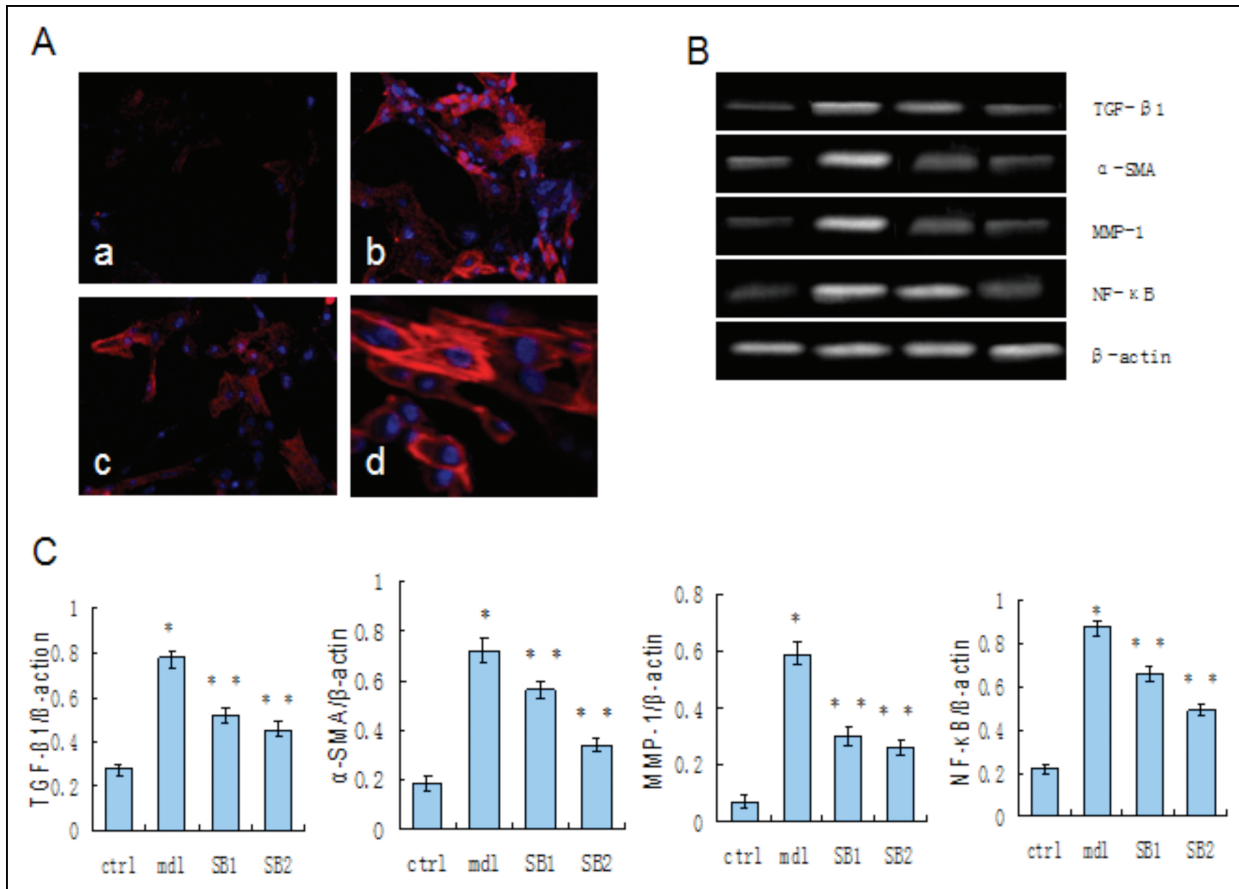 A
a
b
c
d
B
TGF-β1
α-SMA
MMP-1
NF-κB
β-actin
C
TGF-β1/β-action
1
0.8
0.6
0.4
0.2
0
*
* *
* *
ctrl mdl SB1 SB2
α-SMA/β-actin
1
0.8
0.6
0.4
0.2
0
*
* *
* *
ctrl mdl SB1 SB2
MMP-1/β-actin
0.8
0.6
0.4
0.2
0
*
* *
* *
ctrl mdl SB1 SB2
NF-κB/β-actin
1
0.8
0.6
0.4
0.2
0
*
* *
* *
ctrl mdl SB1 SB2